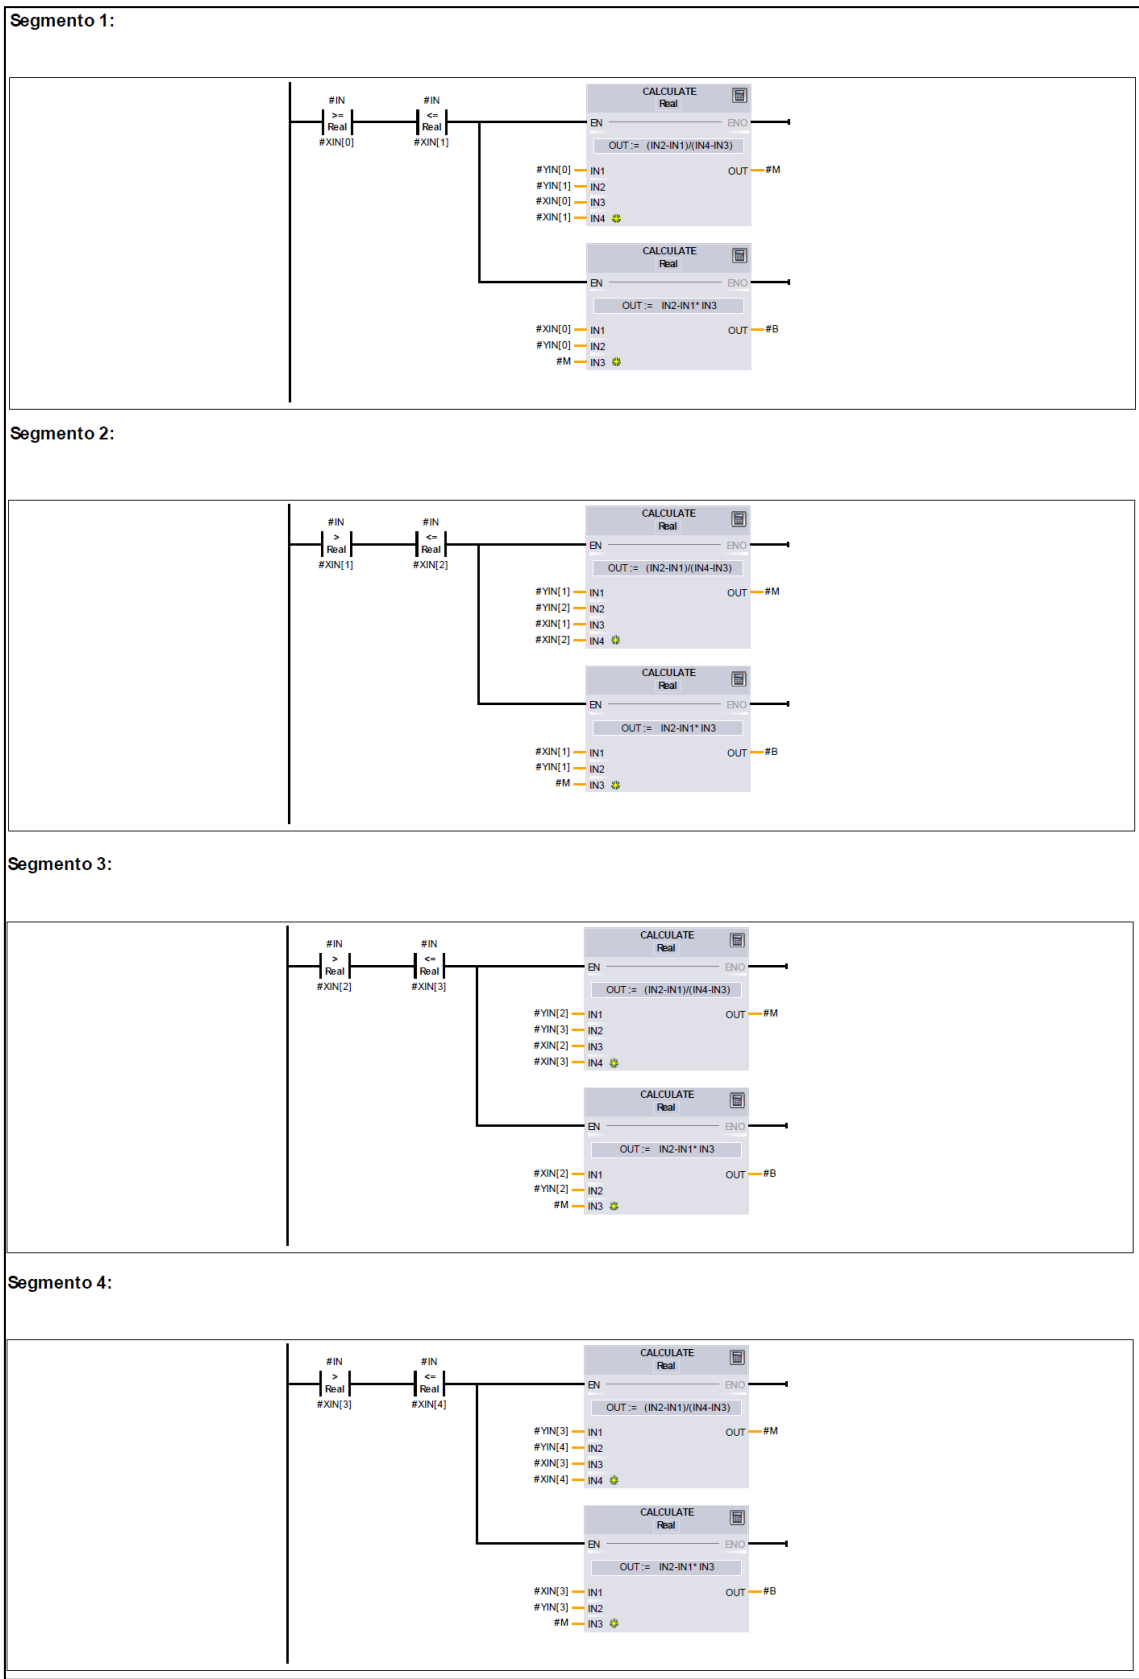 Segmento 1:
#IN
>=
Real
#XIN[0]
#IN
<=
Real
#XIN[1]
CALCULATE
Real
EN
ENO
OUT := (IN2-IN1)/(IN4-IN3)
#YIN[0] IN1 OUT #M
#YIN[1] IN2
#XIN[0] IN3
#XIN[1] IN4
CALCULATE
Real
EN
ENO
OUT := IN2-IN1* IN3
#XIN[0] IN1 OUT #B
#YIN[0] IN2
#M IN3
Segmento 2:
#IN
>
Real
#XIN[1]
#IN
<=
Real
#XIN[2]
CALCULATE
Real
EN
ENO
OUT := (IN2-IN1)/(IN4-IN3)
#YIN[1] IN1 OUT #M
#YIN[2] IN2
#XIN[1] IN3
#XIN[2] IN4
CALCULATE
Real
EN
ENO
OUT := IN2-IN1* IN3
#XIN[1] IN1 OUT #B
#YIN[1] IN2
#M IN3
Segmento 3:
#IN
>
Real
#XIN[2]
#IN
<=
Real
#XIN[3]
CALCULATE
Real
EN
ENO
OUT := (IN2-IN1)/(IN4-IN3)
#YIN[2] IN1 OUT #M
#YIN[3] IN2
#XIN[2] IN3
#XIN[3] IN4
CALCULATE
Real
EN
ENO
OUT := IN2-IN1* IN3
#XIN[2] IN1 OUT #B
#YIN[2] IN2
#M IN3
Segmento 4:
#IN
>
Real
#XIN[3]
#IN
<=
Real
#XIN[4]
CALCULATE
Real
EN
ENO
OUT := (IN2-IN1)/(IN4-IN3)
#YIN[3] IN1 OUT #M
#YIN[4] IN2
#XIN[3] IN3
#XIN[4] IN4
CALCULATE
Real
EN
ENO
OUT := IN2-IN1* IN3
#XIN[3] IN1 OUT #B
#YIN[3] IN2
#M IN3